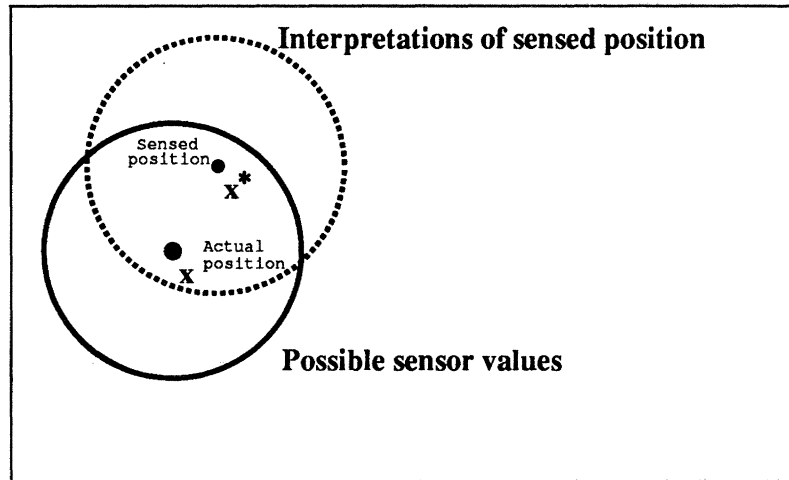 Interpretations of sensed position
Sensed
position
x*
Actual
position
x
Possible sensor values